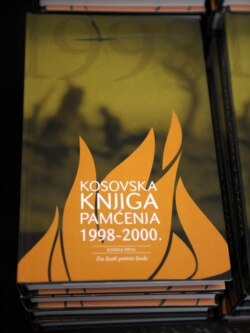 KOSOVSKA
KNJIGA
PAMĆENJA
1998-2000.
KNJIGA PRVA
Da ljudi pamte ljude